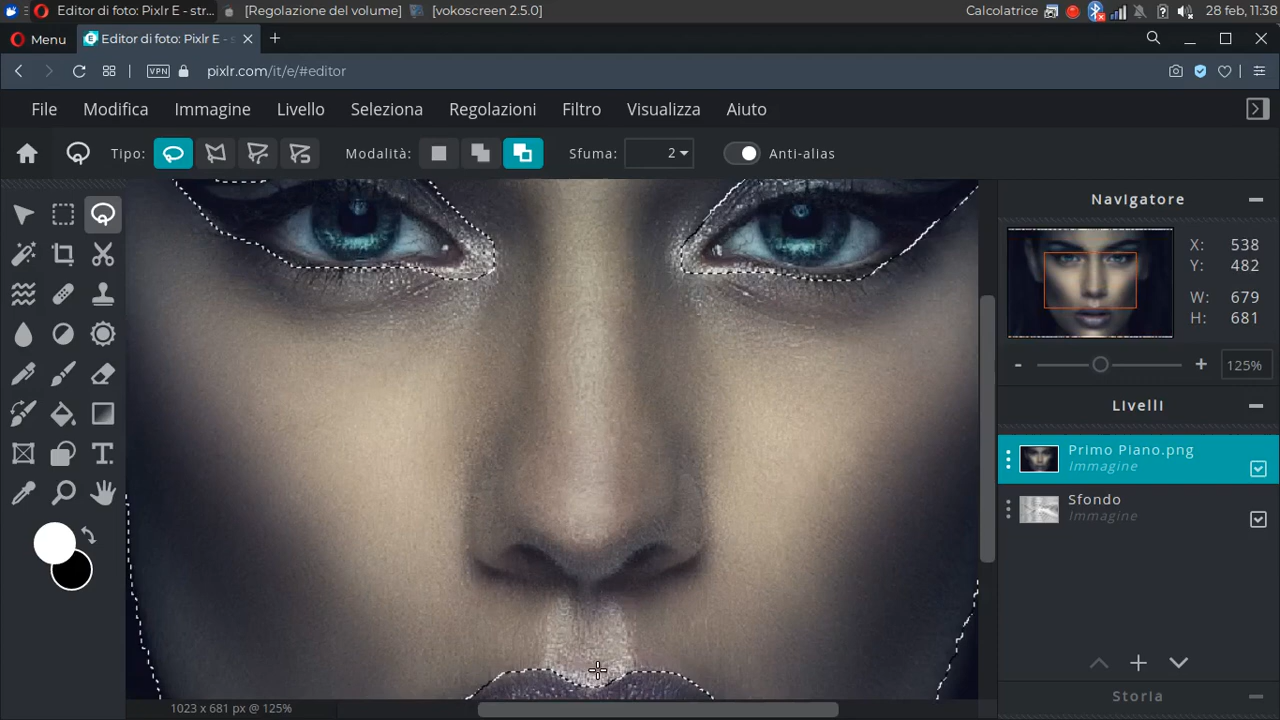 Editor di foto: Pixlr E - str... [Regolazione del volume] [vokoscreen 2.5.0] Calcolatrice 28 feb, 11:38
Menu Editor di foto: Pixlr E - s
VPN pixlr.com/it/e/#editor
File Modifica Immagine Livello Seleziona Regolazioni Filtro Visualizza Aiuto
Tipo: Modalità: Sfuma: 2 Anti-alias
Navigatore
X: 538
Y: 482
W: 679
H: 681
125%
Livelli
Primo Piano.png
Immagine
Sfondo
Immagine
Storia
1023 x 681 px @ 125%